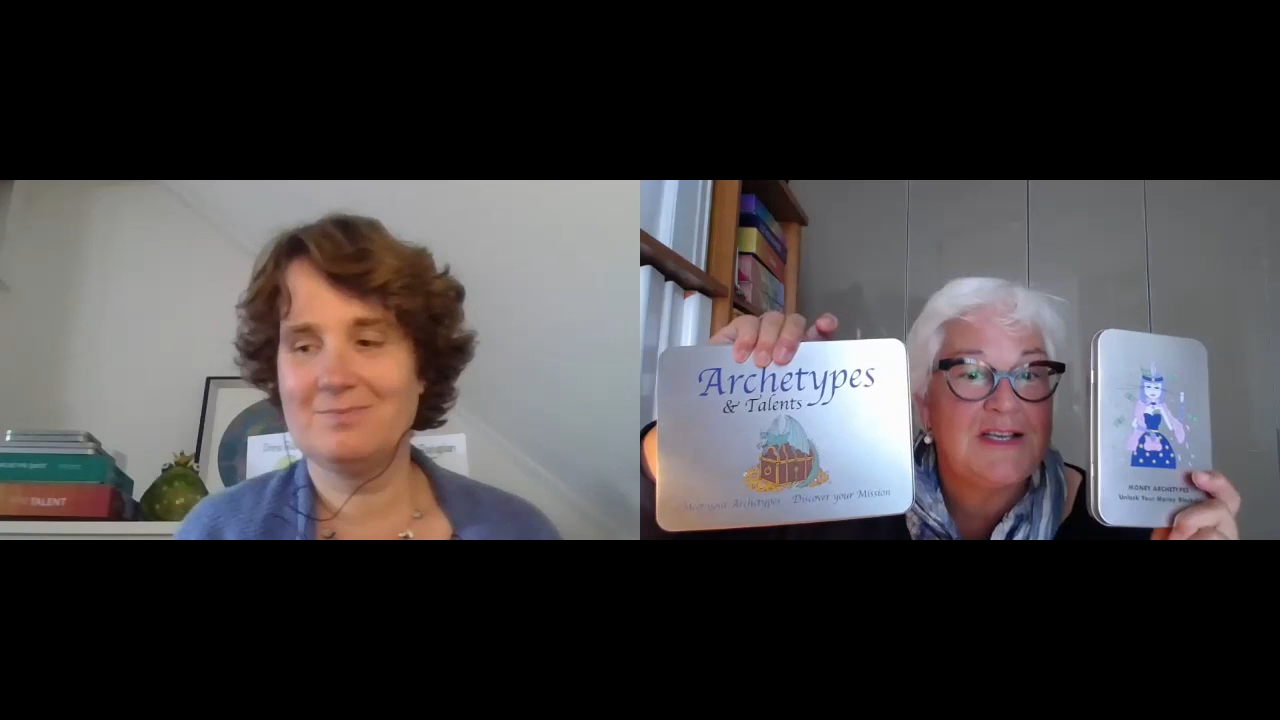 TALENT
Archetypes
& Talents
Meet your Archetypes - Discover your Mission
MONEY ARCHETYPES
Unlock Your Money